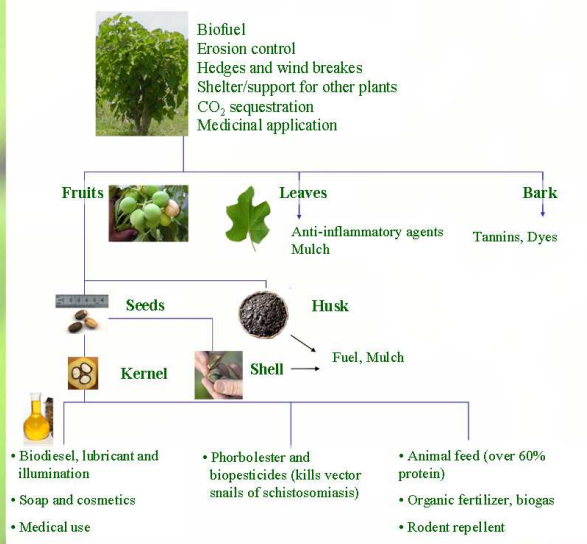 Biofuel
Erosion control
Hedges and wind breakes
Shelter/support for other plants
CO₂ sequestration
Medicinal application
Fruits
Leaves
Bark
Anti-inflammatory agents
Mulch
Tannins, Dyes
Seeds
Husk
Fuel, Mulch
Kernel
Shell
• Biodiesel, lubricant and
illumination
• Soap and cosmetics
• Medical use
• Phorbolester and
biopesticides (kills vector
snails of schistosomiasis)
• Animal feed (over 60%
protein)
• Organic fertilizer, biogas
• Rodent repellent